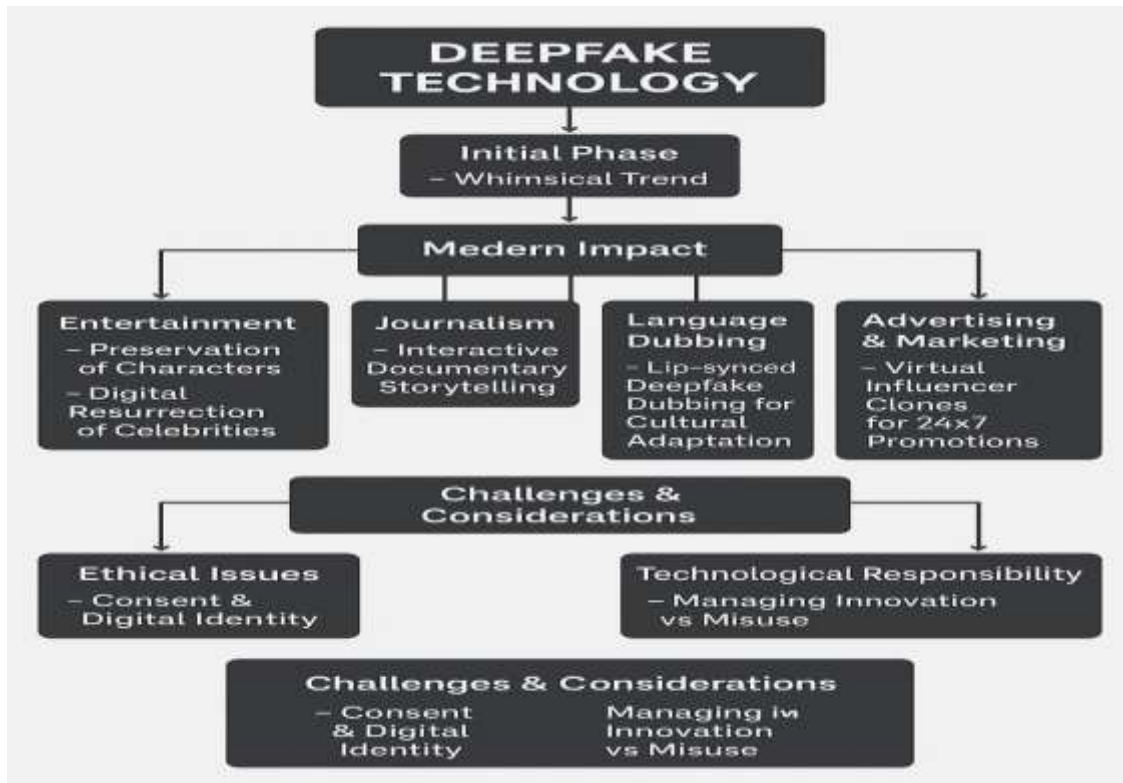 DEEPFAKE
TECHNOLOGY
Initial Phase
– Whimsical Trend
Medern Impact
Entertainment
– Preservation
of Characters
– Digital
Resurrection
of Celebrities
Journalism
– Interactive
Documentary
Storytelling
Language
Dubbing
– Lip-synced
Deepfake
Dubbing for
Cultural
Adaptation
Advertising
& Marketing
– Virtual
Influencer
Clones
for 24x7
Promotions
Challenges &
Considerations
Ethical Issues
– Consent &
Digital Identity
Technological Responsibility
– Managing Innovation
vs Misuse
Challenges & Considerations
– Consent
& Digital
Identity
Managing
Innovation
vs Misuse